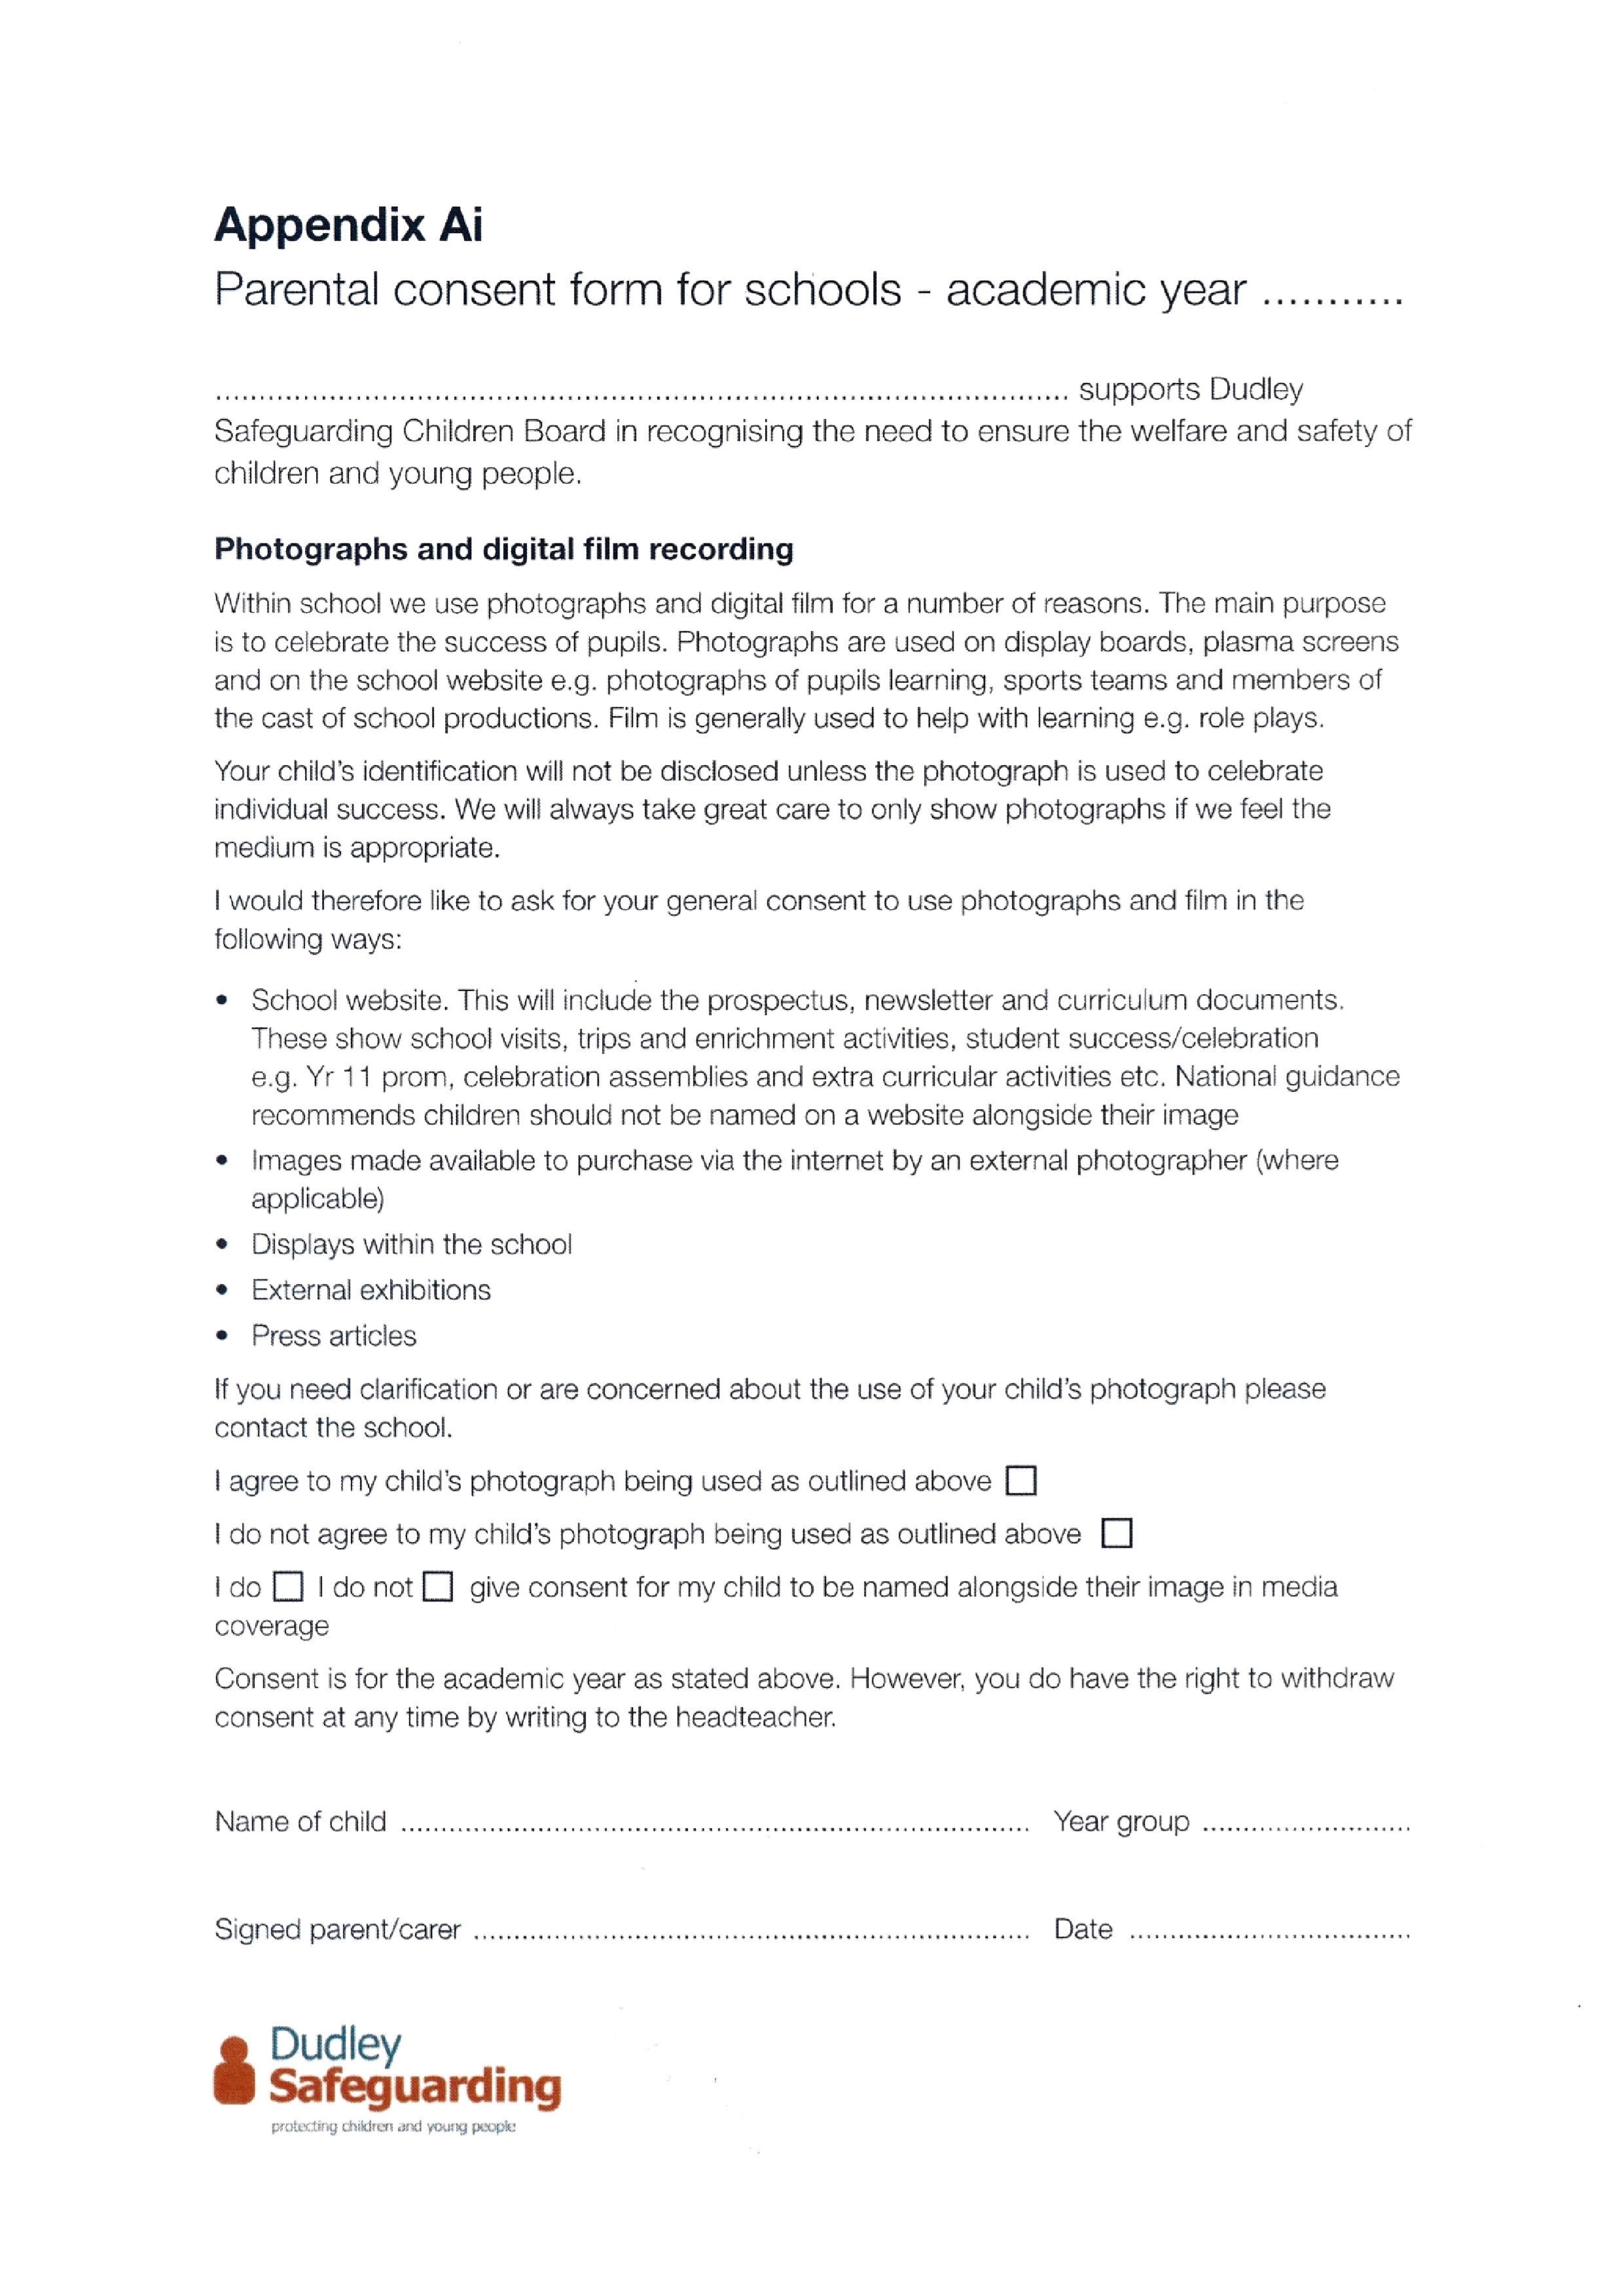 Appendix Ai
Parental consent form for schools - academic year ...........
................................................................................................ supports Dudley
Safeguarding Children Board in recognising the need to ensure the welfare and safety of
children and young people.
Photographs and digital film recording
Within school we use photographs and digital film for a number of reasons. The main purpose
is to celebrate the success of pupils. Photographs are used on display boards, plasma screens
and on the school website e.g. photographs of pupils learning, sports teams and members of
the cast of school productions. Film is generally used to help with learning e.g. role plays.
Your child's identification will not be disclosed unless the photograph is used to celebrate
individual success. We will always take great care to only show photographs if we feel the
medium is appropriate.
I would therefore like to ask for your general consent to use photographs and film in the
following ways:
• School website. This will include the prospectus, newsletter and curriculum documents.
These show school visits, trips and enrichment activities, student success/celebration
e.g. Yr 11 prom, celebration assemblies and extra curricular activities etc. National guidance
recommends children should not be named on a website alongside their image
• Images made available to purchase via the internet by an external photographer (where
applicable)
• Displays within the school
• External exhibitions
• Press articles
If you need clarification or are concerned about the use of your child's photograph please
contact the school.
I agree to my child's photograph being used as outlined above ☐
I do not agree to my child's photograph being used as outlined above ☐
I do ☐ I do not ☐ give consent for my child to be named alongside their image in media
coverage
Consent is for the academic year as stated above. However, you do have the right to withdraw
consent at any time by writing to the headteacher.
Name of child .............................................................................. Year group ..........................
Signed parent/carer ..................................................................... Date ...................................
Dudley
Safeguarding
protecting children and young people